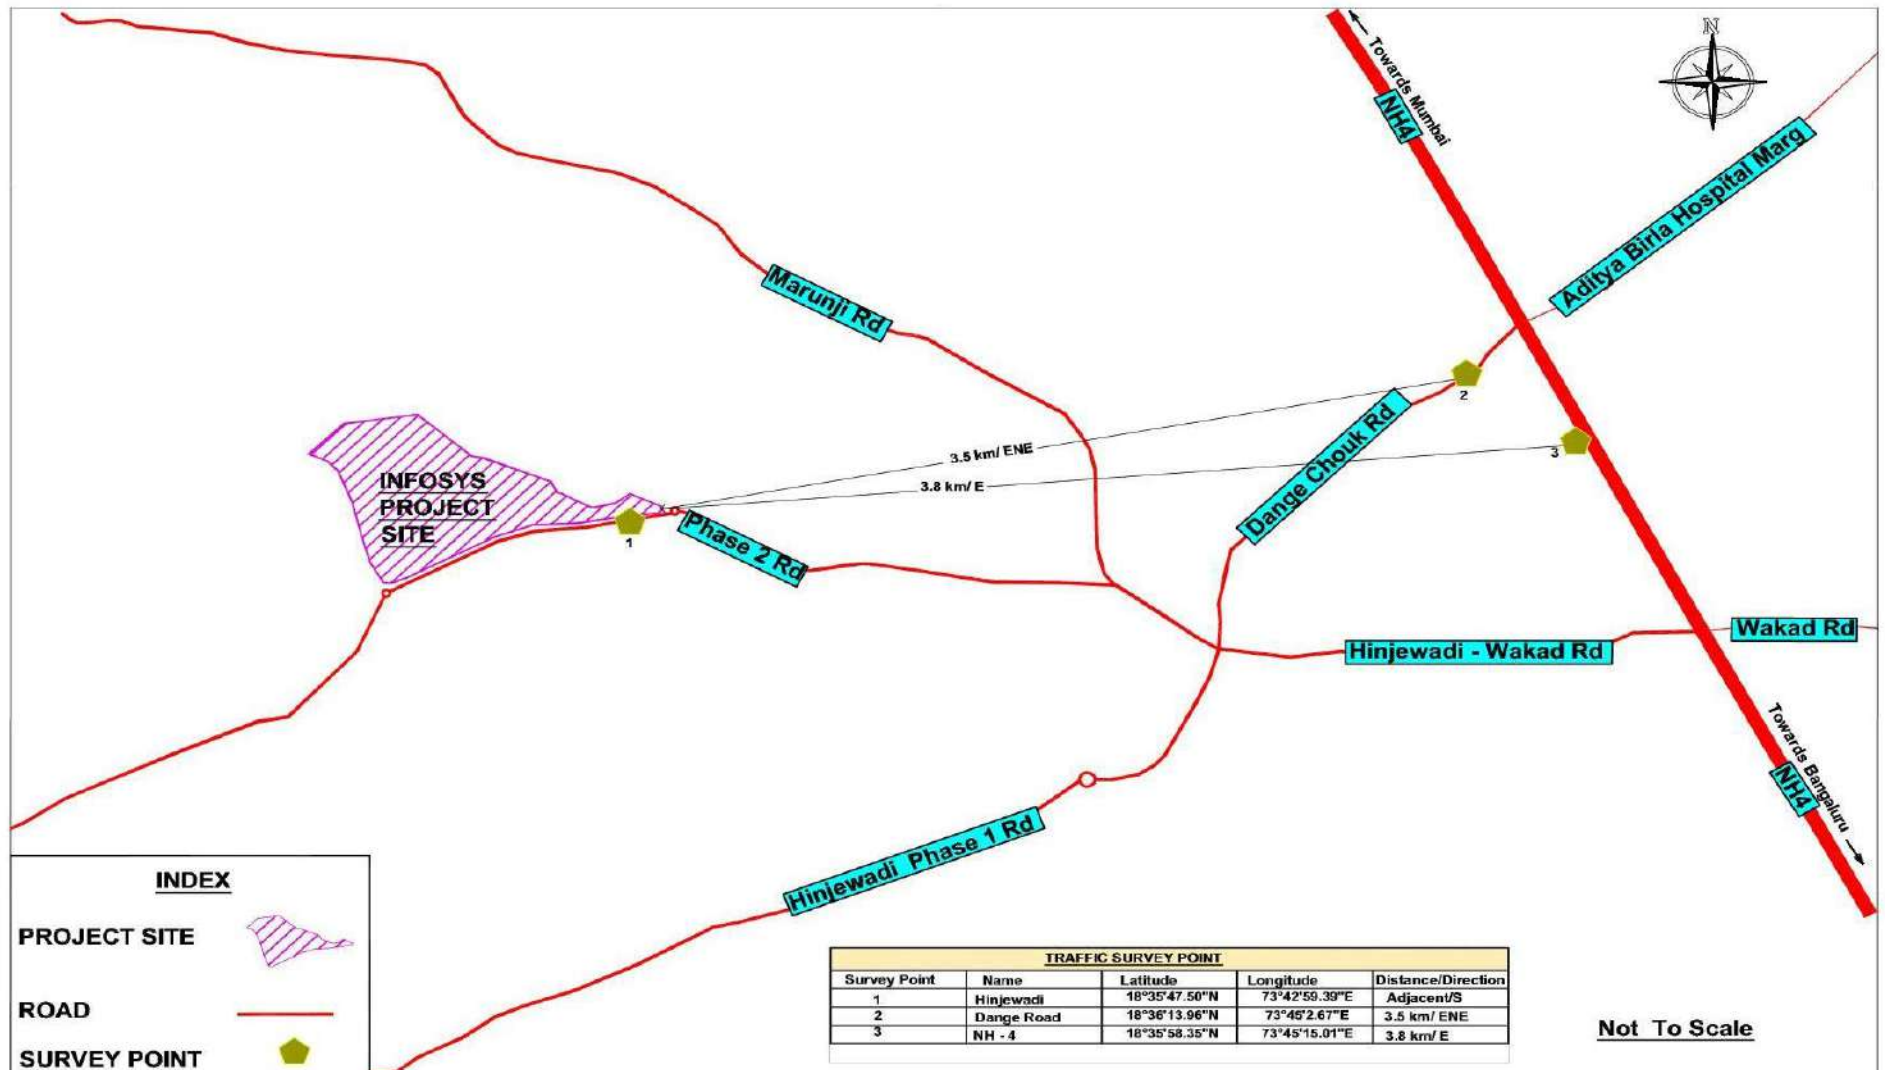 N
Towards Mumbai
NH4
Aditya Birla Hospital Marg
Marunji Rd
2
3.5 km/ ENE
3
3.8 km/ E
Dange Chouk Rd
INFOSYS
PROJECT
SITE
1
Phase 2 Rd
Wakad Rd
Hinjewadi - Wakad Rd
Towards Bangaluru
NH4
Hinjewadi Phase 1 Rd
INDEX
PROJECT SITE
ROAD
SURVEY POINT
TRAFFIC SURVEY POINT
Survey Point Name Latitude Longitude Distance/Direction
1 Hinjewadi 18°35'47.50"N 73°42'59.39"E Adjacent/S
2 Dange Road 18°36'13.96"N 73°45'2.67"E 3.5 km/ ENE
3 NH - 4 18°35'58.35"N 73°45'15.01"E 3.8 km/ E
Not To Scale